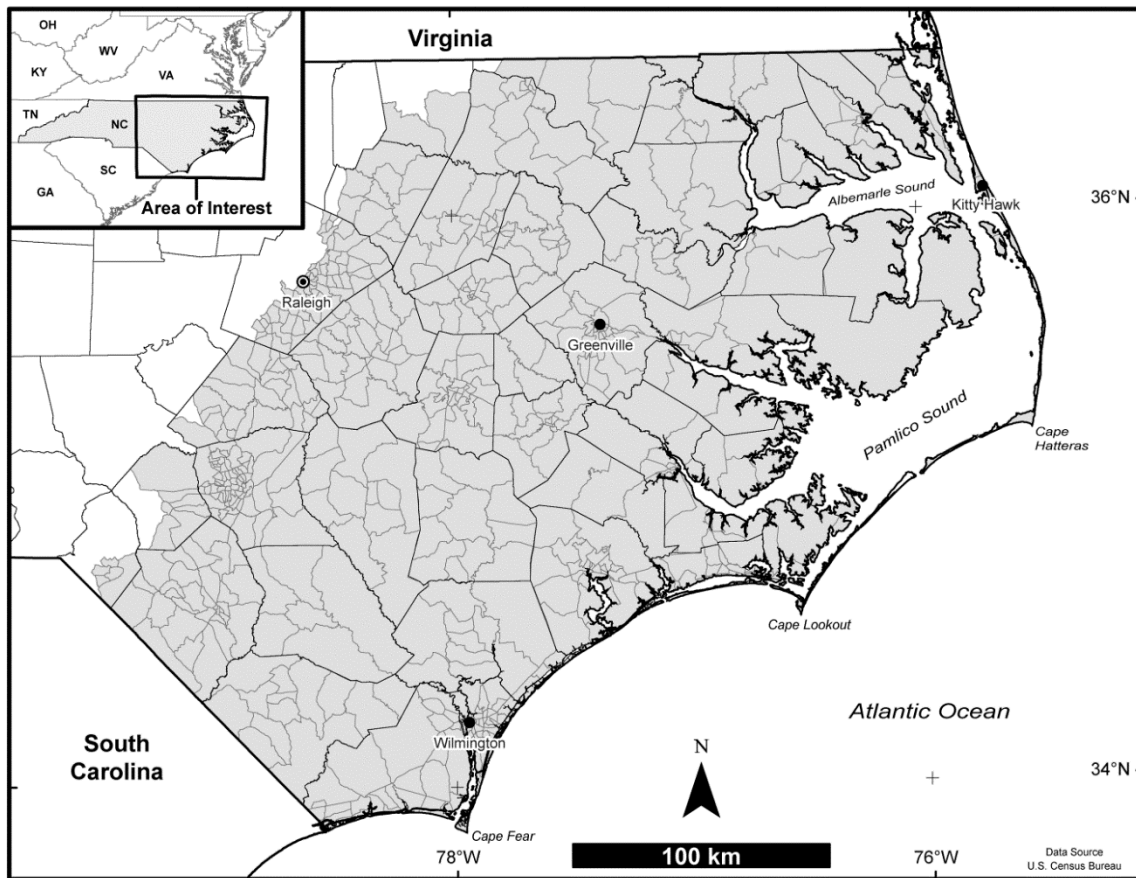 OH
WV
KY
VA
TN
NC
SC
GA
Area of Interest
Virginia
Albemarle Sound
Kitty Hawk
36°N
Raleigh
Greenville
Pamlico Sound
Cape
Hatteras
Cape Lookout
Atlantic Ocean
Wilmington
South
Carolina
N
34°N
Cape Fear
78°W
100 km
76°W
Data Source
U.S. Census Bureau